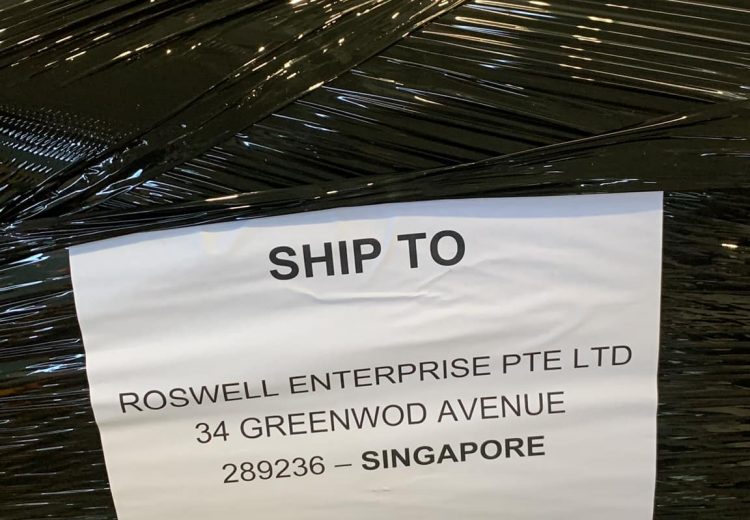 SHIP TO
ROSWELL ENTERPRISE PTE LTD
34 GREENWOD AVENUE
289236 – SINGAPORE